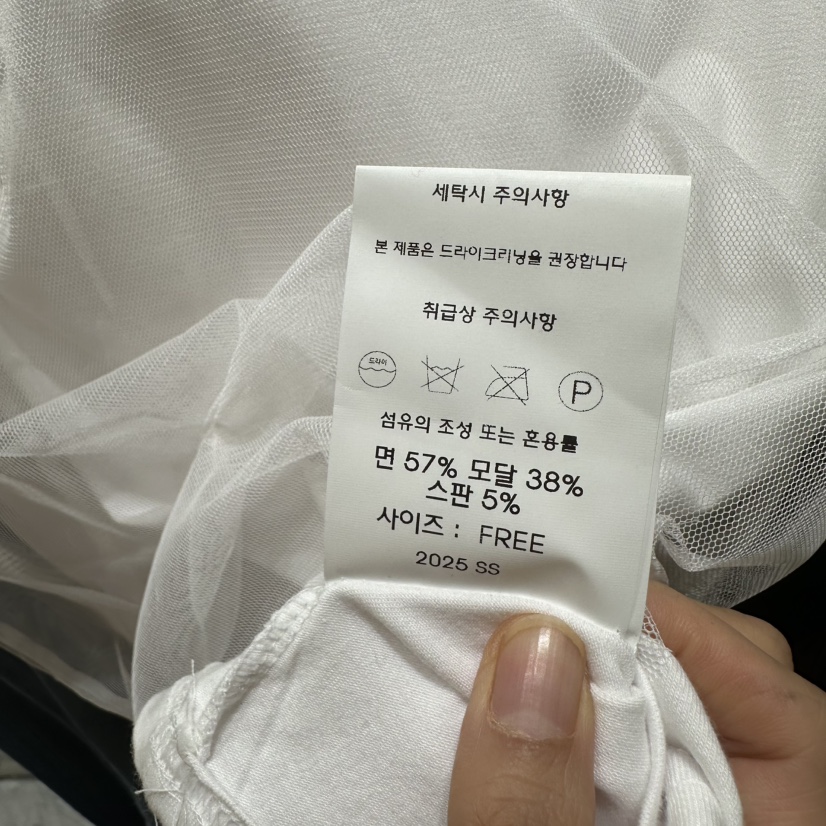 세탁시 주의사항
본 제품은 드라이크리닝을 권장합니다
취급상 주의사항
드라이
P
섬유의 조성 또는 혼용률
면 57% 모달 38%
스판 5%
사이즈 : FREE
2025 SS